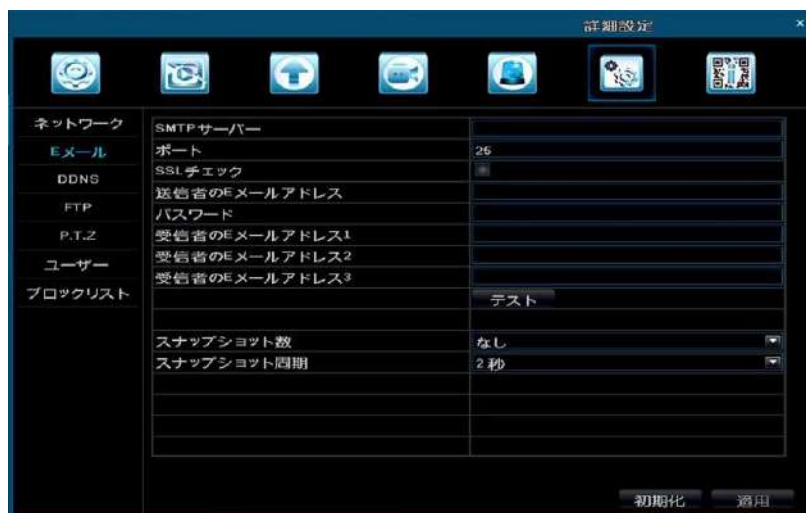 詳細設定 ×
ネットワーク
Eメール
DDNS
FTP
P.T.Z
ユーザー
ブロックリスト
SMTPサーバー
ポート 25
SSLチェック
送信者のEメールアドレス
パスワード
受信者のEメールアドレス1
受信者のEメールアドレス2
受信者のEメールアドレス3
テスト
スナップショット数 なし
スナップショット周期 2秒
初期化 適用